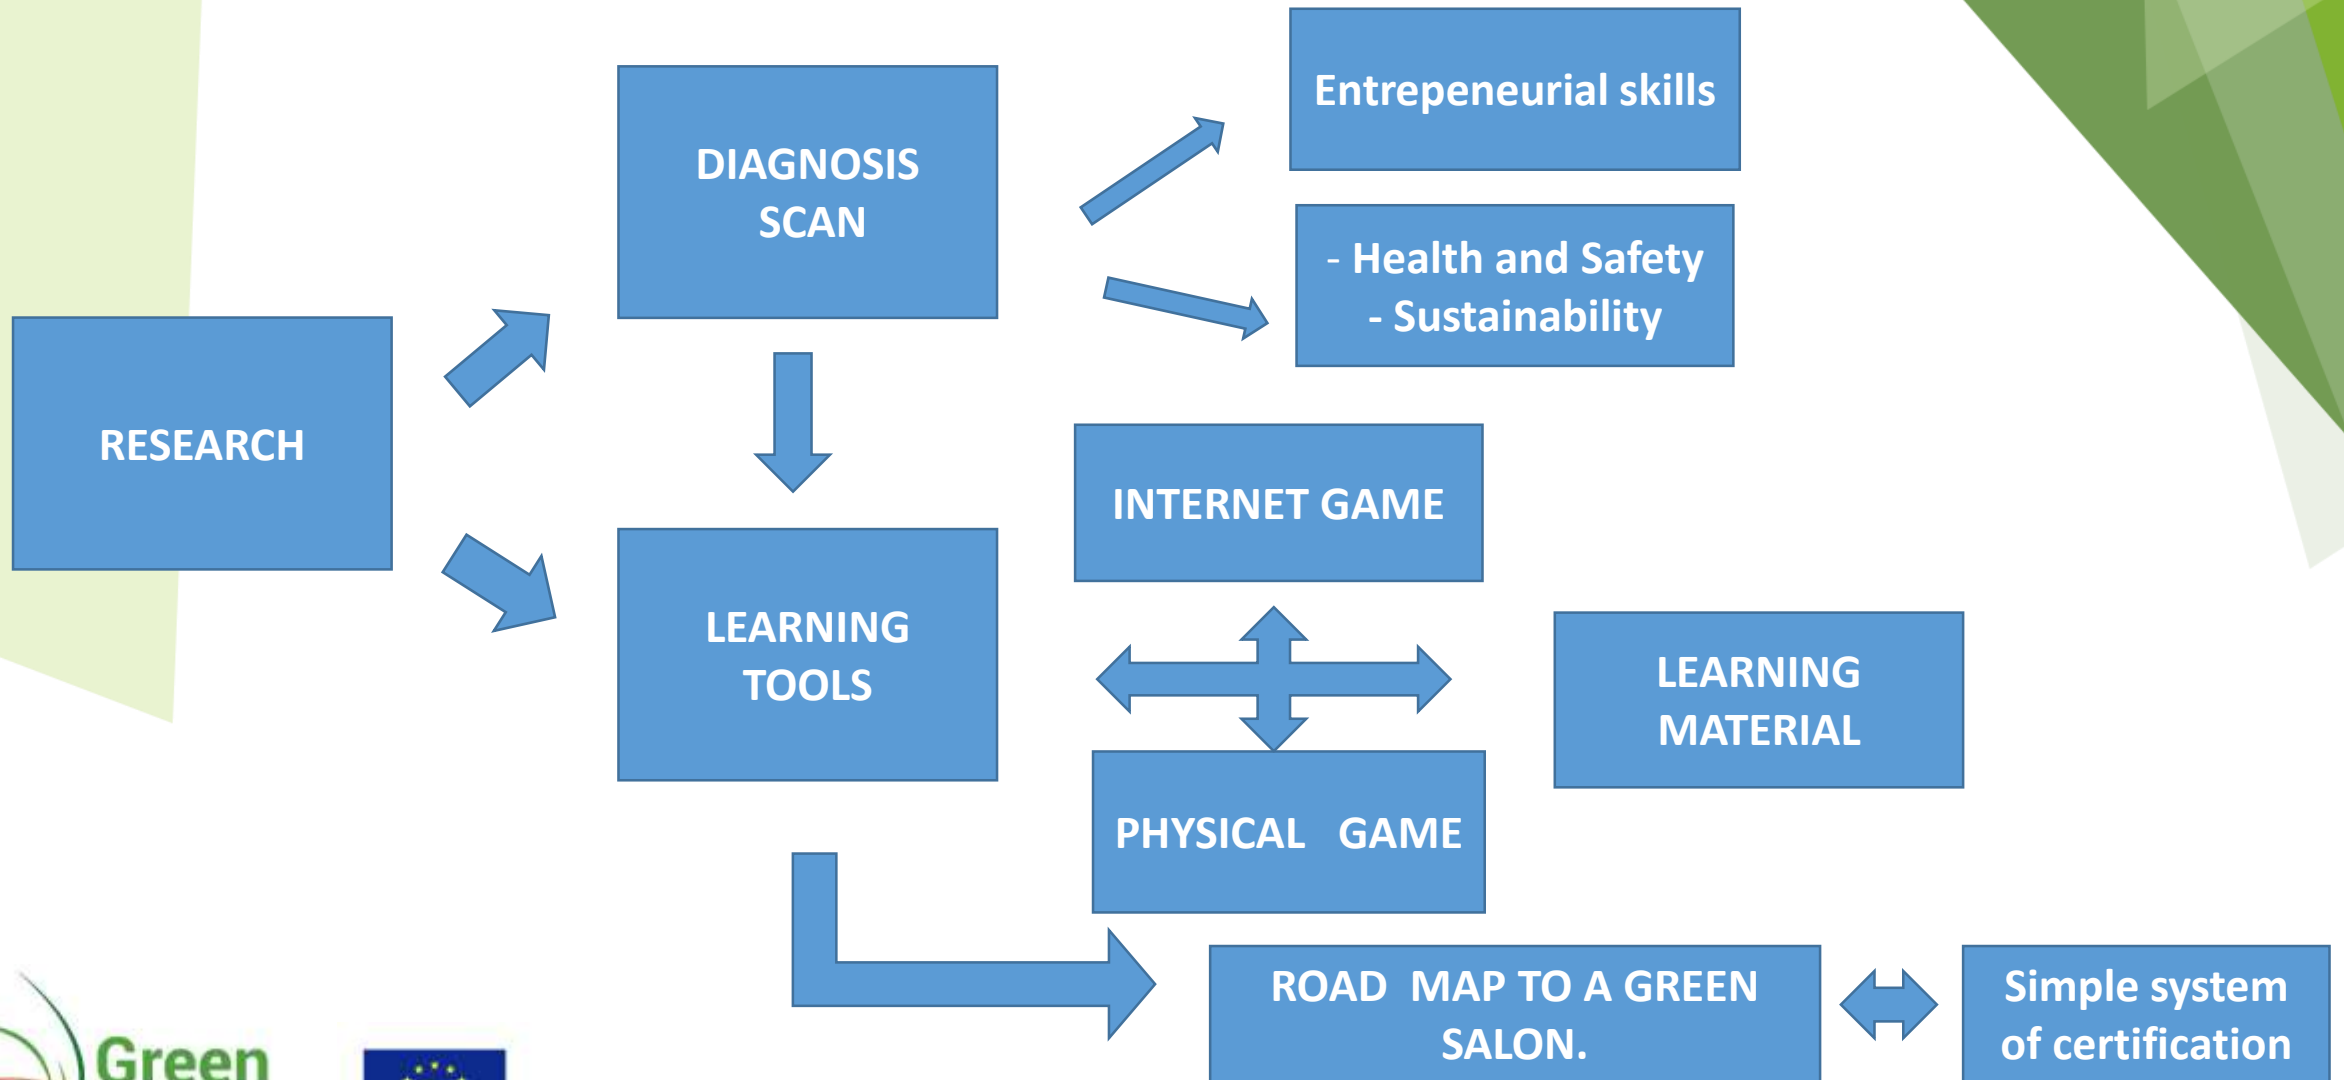 Entrepeneurial skills
DIAGNOSIS
SCAN
- Health and Safety
- Sustainability
RESEARCH
INTERNET GAME
LEARNING
TOOLS
LEARNING
MATERIAL
PHYSICAL GAME
ROAD MAP TO A GREEN
SALON.
Simple system
of certification
Green